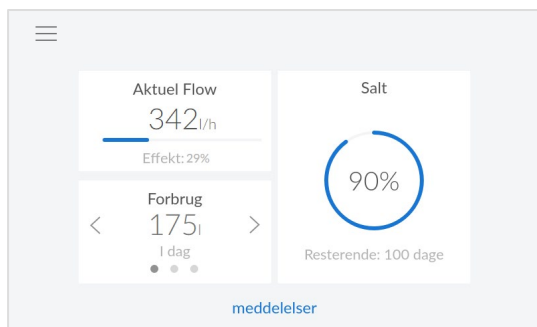 Aktuel Flow
342l/h
Effekt: 29%
Forbrug
175l
I dag
Salt
90%
Resterende: 100 dage
meddelelser